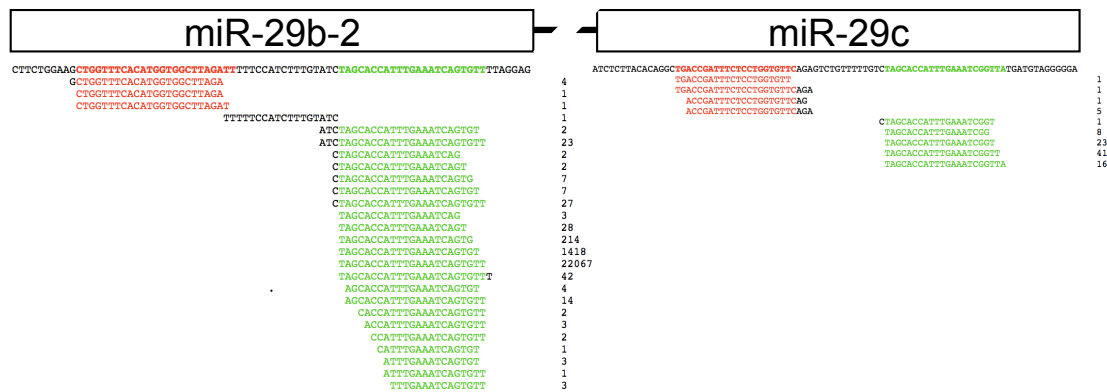 miR-29b-2
CTTCTGGAAGCTGGTTTCACATGGTGGCTTAGATTTTTCCATCTTTGTATCTAGCACCATTTGAAATCAGTGTTTTAGGAG
GCTGGTTTCACATGGTGGCTTAGA 4
CTGGTTTCACATGGTGGCTTAGA 1
CTGGTTTCACATGGTGGCTTAGAT 1
TTTTTCCATCTTTGTATC 1
ATCTAGCACCATTTGAAATCAGTGT 2
ATCTAGCACCATTTGAAATCAGTGTT 23
CTAGCACCATTTGAAATCAG 2
CTAGCACCATTTGAAATCAGT 2
CTAGCACCATTTGAAATCAGTG 7
CTAGCACCATTTGAAATCAGTGT 7
CTAGCACCATTTGAAATCAGTGTT 27
TAGCACCATTTGAAATCAG 3
TAGCACCATTTGAAATCAGT 28
TAGCACCATTTGAAATCAGTG 214
TAGCACCATTTGAAATCAGTGT 1418
TAGCACCATTTGAAATCAGTGTT 22067
TAGCACCATTTGAAATCAGTGTTT 42
AGCACCATTTGAAATCAGTGT 4
AGCACCATTTGAAATCAGTGTT 14
CACCATTTGAAATCAGTGTT 2
ACCATTTGAAATCAGTGTT 3
CCATTTGAAATCAGTGTT 2
CATTTGAAATCAGTGT 1
ATTTGAAATCAGTGT 3
ATTTGAAATCAGTGTT 1
TTTGAAATCAGTGTT 3
miR-29c
ATCTCTTACACAGGCTGACCGATTTCTCCTGGTGTTCAGAGTCTGTTTTTGTCTAGCACCATTTGAAATCGGTTATGATGTAGGGGGA
TGACCGATTTCTCCTGGTGTT 1
TGACCGATTTCTCCTGGTGTTCAGA 1
ACCGATTTCTCCTGGTGTTCAG 1
ACCGATTTCTCCTGGTGTTCAGA 5
CTAGCACCATTTGAAATCGGT 1
TAGCACCATTTGAAATCGG 8
TAGCACCATTTGAAATCGGT 23
TAGCACCATTTGAAATCGGTT 41
TAGCACCATTTGAAATCGGTTA 16